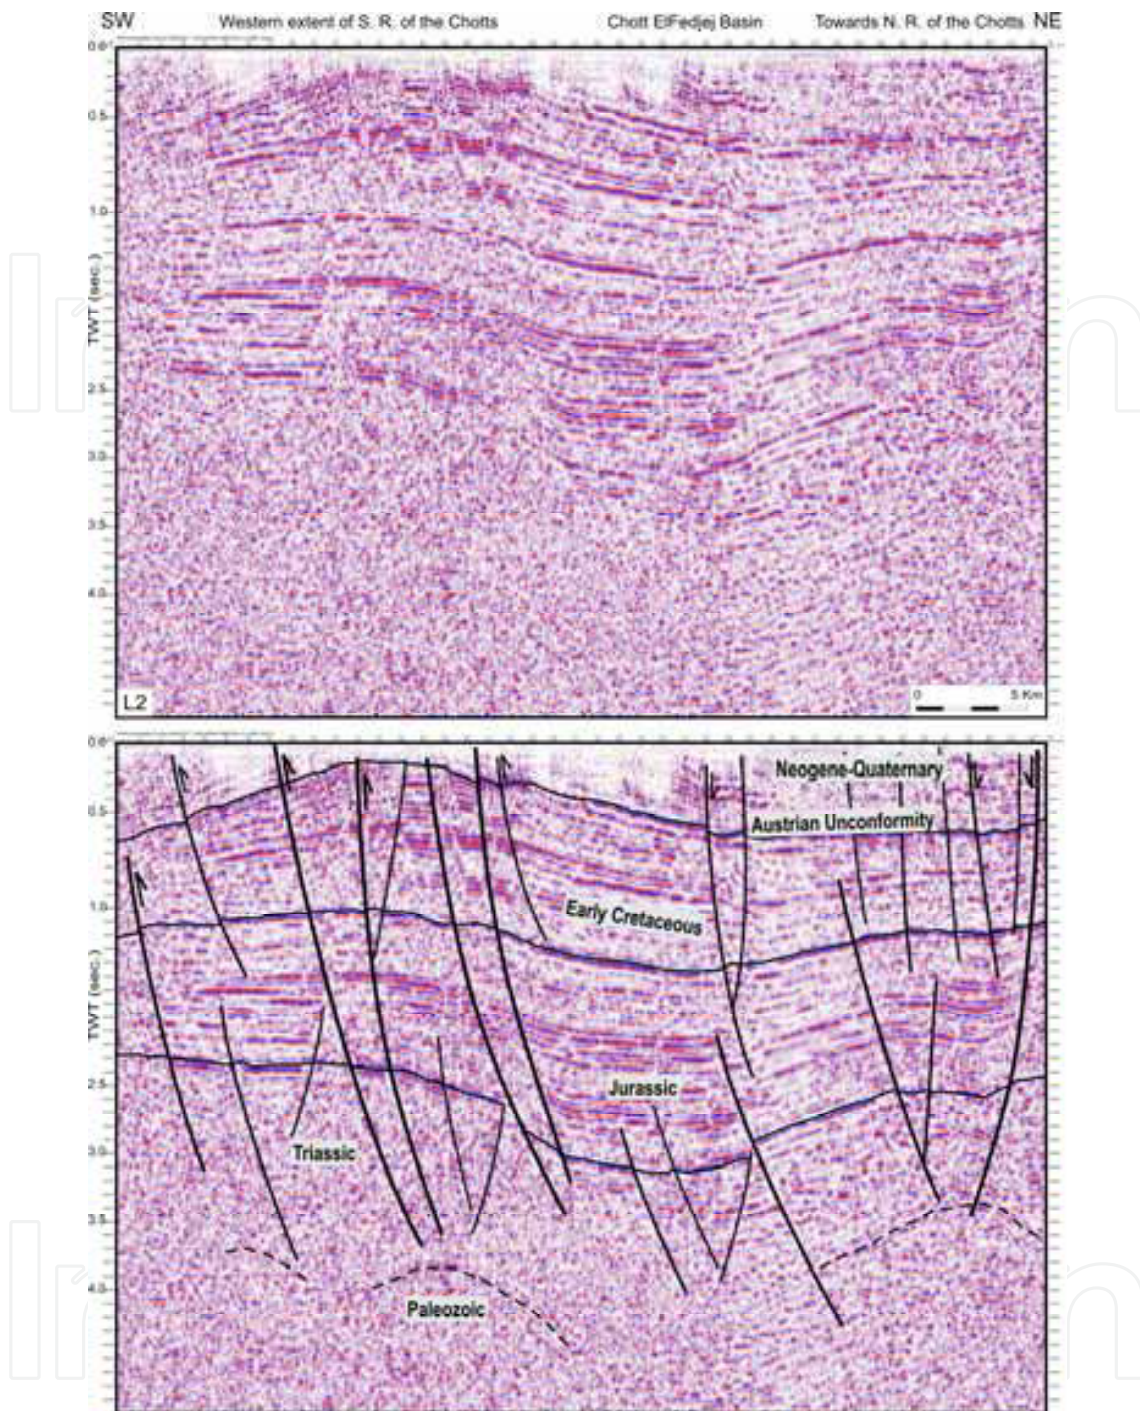 SW Western extent of S. R. of the Chotts Chott ElFedjej Basin Towards N. R. of the Chotts NE
0.5
1.0
TWT (sec.)
2.5
3.0
3.5
4.0
L2
0 5 Km
Neogene-Quaternary
0.5
Austrian Unconformity
Early Cretaceous
1.0
TWT (sec.)
2.5
Jurassic
3.0
Triassic
3.5
Paleozoic